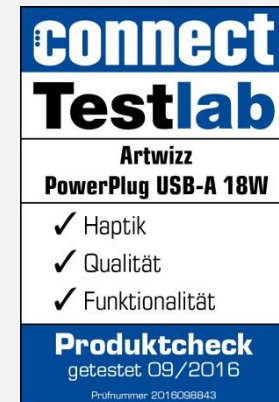 connect
Testlab
Artwizz
PowerPlug USB-A 18W
✓ Haptik
✓ Qualität
✓ Funktionalität
Produktcheck
getestet 09/2016
Prüfnummer 2016098843